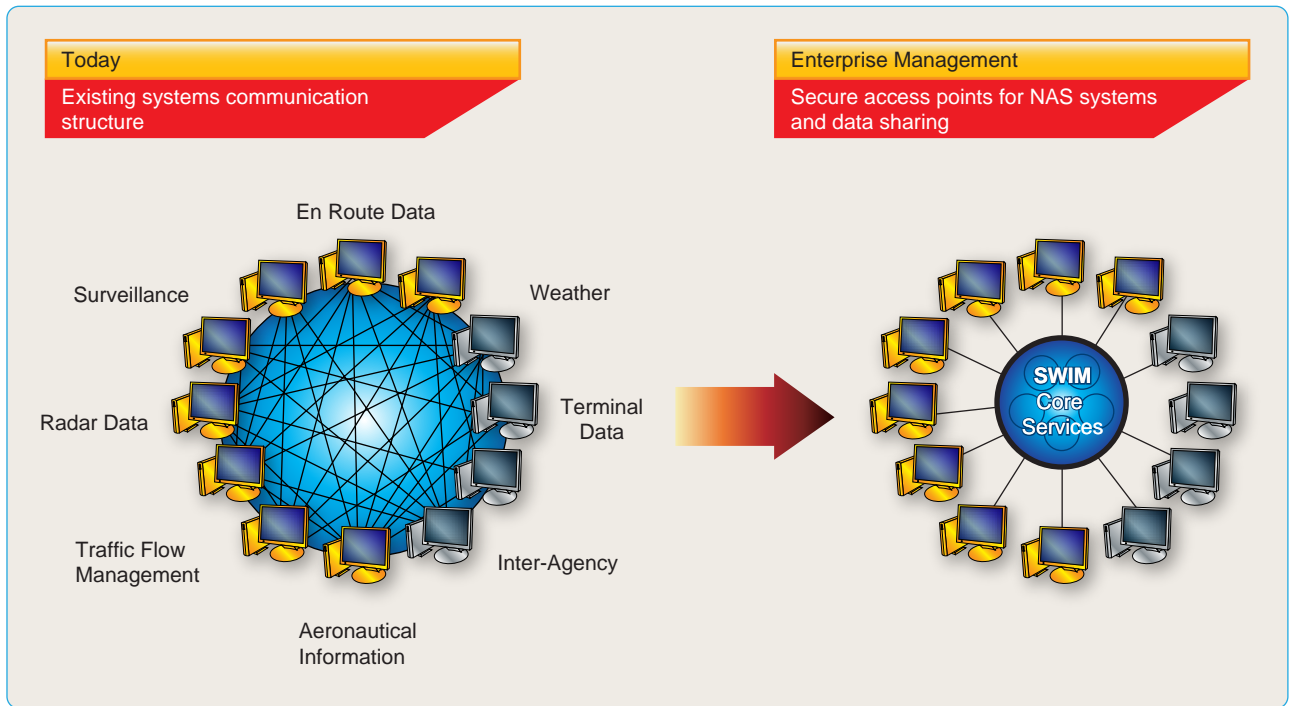 Today
Existing systems communication
structure
Enterprise Management
Secure access points for NAS systems
and data sharing
En Route Data
Surveillance
Weather
Radar Data
Terminal
Data
Traffic Flow
Management
Inter-Agency
Aeronautical
Information
SWIM
Core
Services